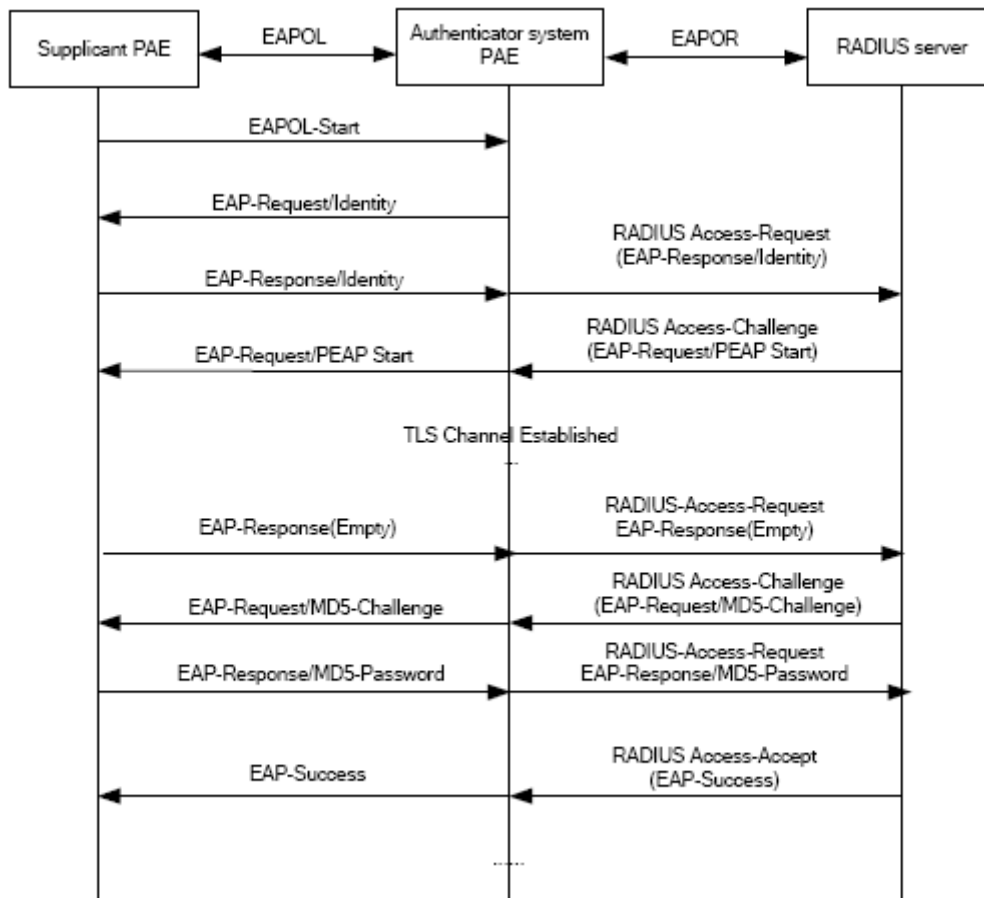 Supplicant PAE
EAPOL
Authenticator system
PAE
EAPOR
RADIUS server
EAPOL-Start
EAP-Request/Identity
RADIUS Access-Request
(EAP-Response/Identity)
EAP-Response/Identity
RADIUS Access-Challenge
(EAP-Request/PEAP Start)
EAP-Request/PEAP Start
TLS Channel Established
RADIUS-Access-Request
EAP-Response(Empty)
EAP-Response(Empty)
RADIUS Access-Challenge
(EAP-Request/MD5-Challenge)
EAP-Request/MD5-Challenge
RADIUS-Access-Request
EAP-Response/MD5-Password
EAP-Response/MD5-Password
RADIUS Access-Accept
(EAP-Success)
EAP-Success